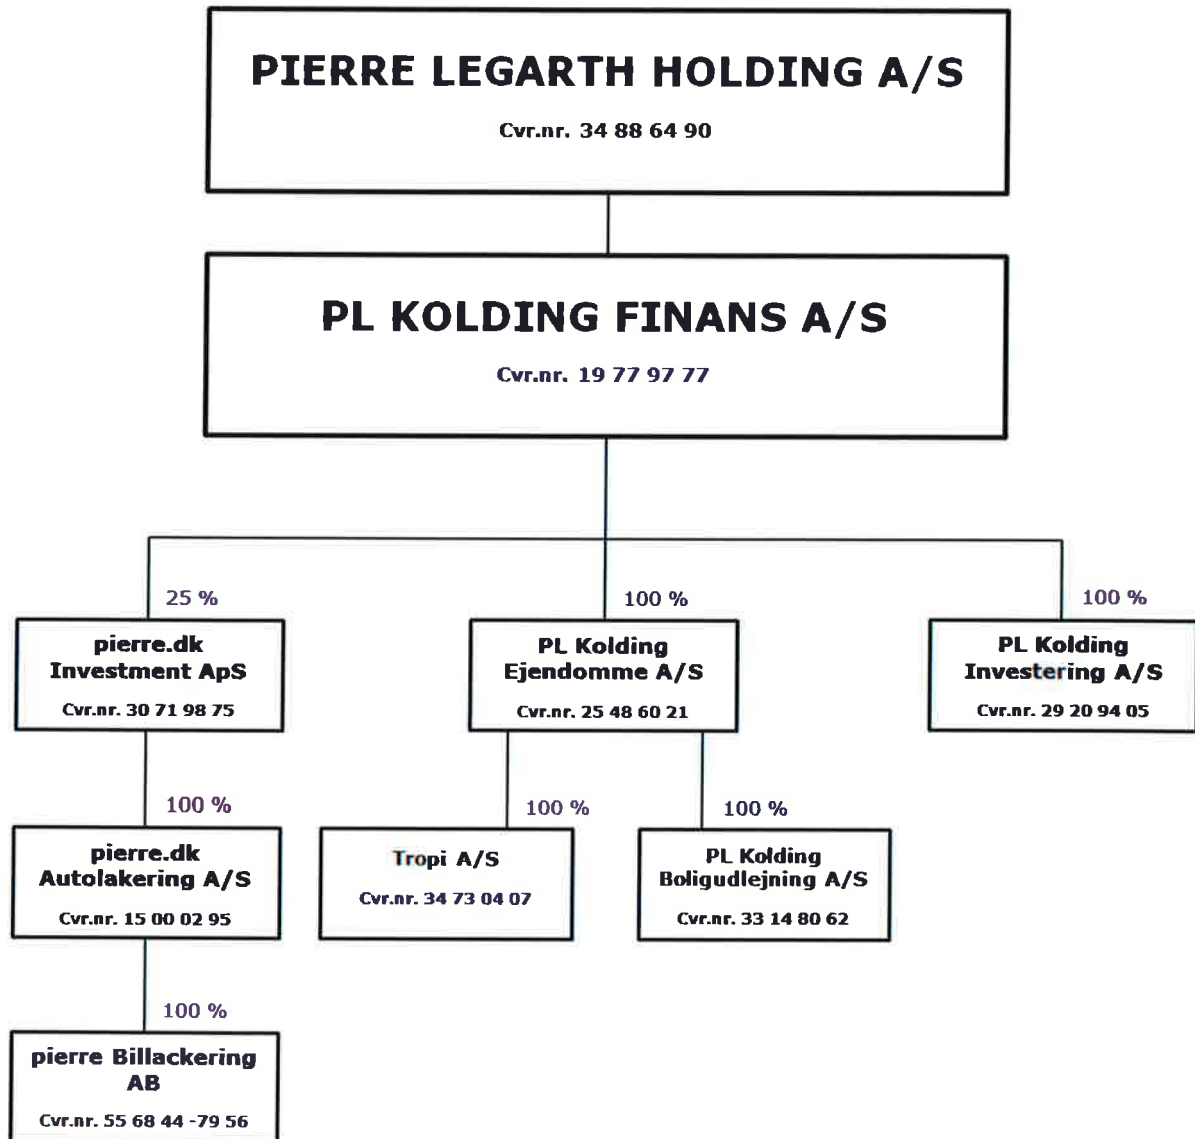 PIERRE LEGARTH HOLDING A/S
Cvr.nr. 34 88 64 90
PL KOLDING FINANS A/S
Cvr.nr. 19 77 97 77
25 %
100 %
100 %
pierre.dk
Investment ApS
Cvr.nr. 30 71 98 75
PL Kolding
Ejendomme A/S
Cvr.nr. 25 48 60 21
PL Kolding
Investering A/S
Cvr.nr. 29 20 94 05
100 %
100 %
100 %
pierre.dk
Autolakering A/S
Cvr.nr. 15 00 02 95
Tropi A/S
Cvr.nr. 34 73 04 07
PL Kolding
Boligudlejning A/S
Cvr.nr. 33 14 80 62
100 %
pierre Billackering
AB
Cvr.nr. 55 68 44 -79 56